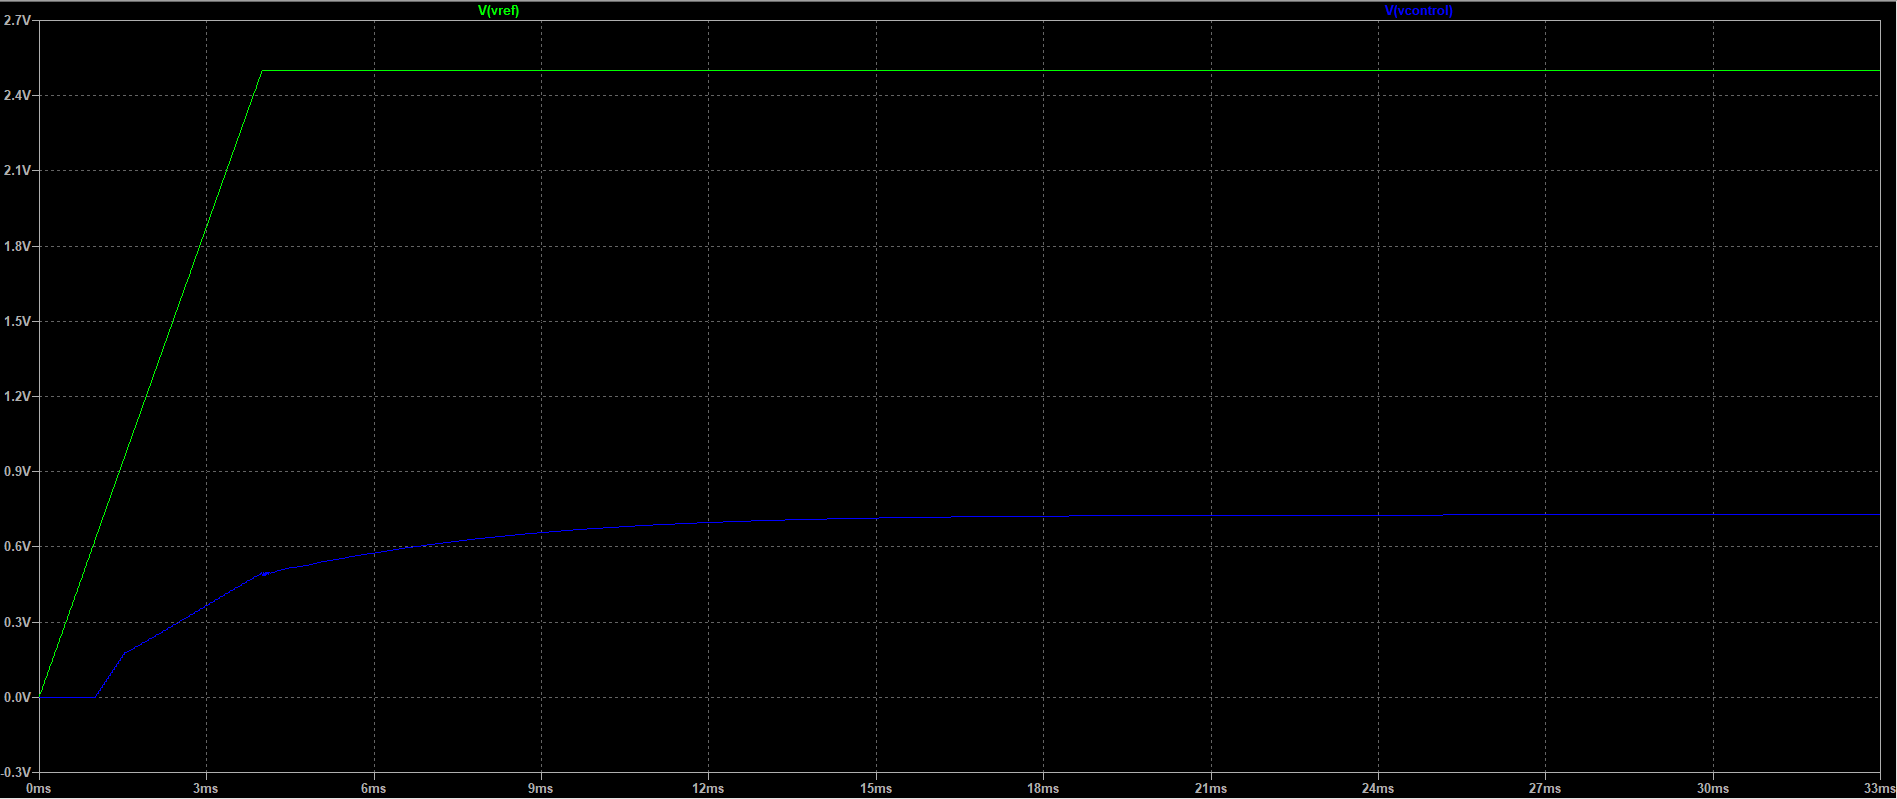 V(vref) V(vcontrol)
2.7V
2.4V
2.1V
1.8V
1.5V
1.2V
0.9V
0.6V
0.3V
0.0V
-0.3V
0ms 3ms 6ms 9ms 12ms 15ms 18ms 21ms 24ms 27ms 30ms 33ms